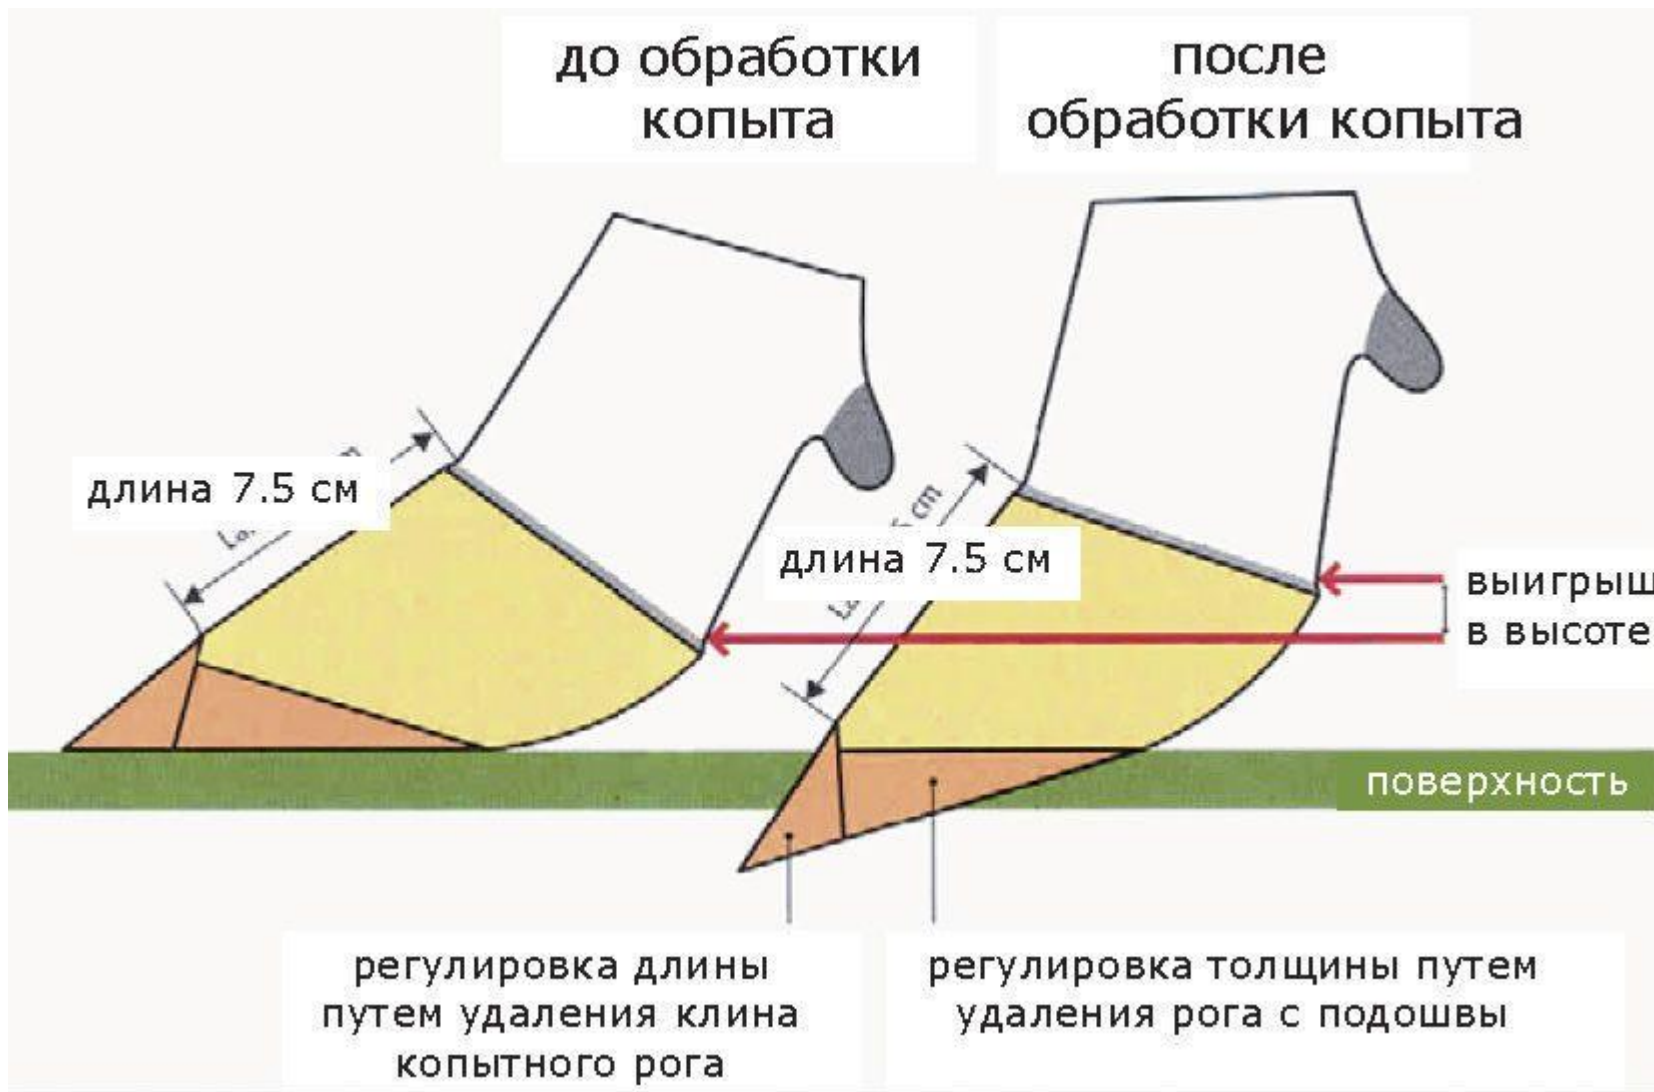 до обработки
копыта
после
обработки копыта
длина 7.5 см
длина 7.5 см
выигрыш
в высоте
поверхность
регулировка длины
путем удаления клина
копытного рога
регулировка толщины путем
удаления рога с подошвы